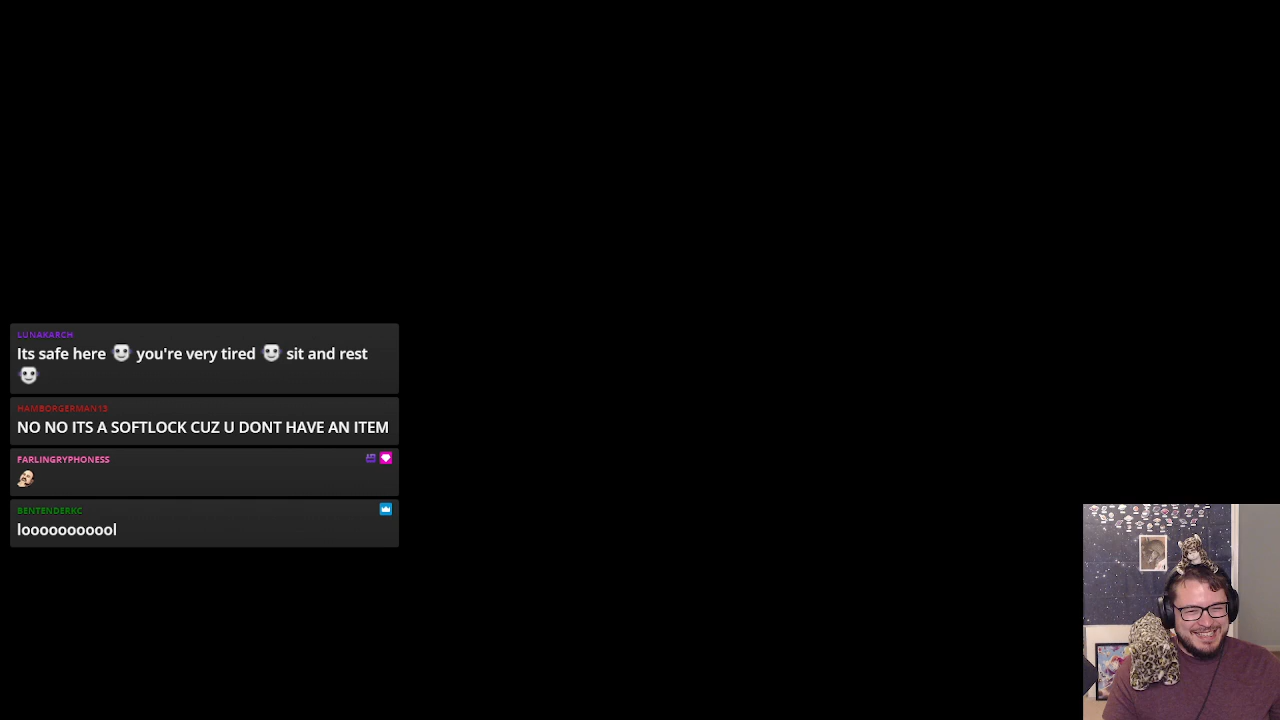 LUNAKARCH
Its safe here you're very tired sit and rest
HAMBORGERMAN13
NO NO ITS A SOFTLOCK CUZ U DONT HAVE AN ITEM
FARLINGRYPHONESS
BENTENDERKC
loooooooooool